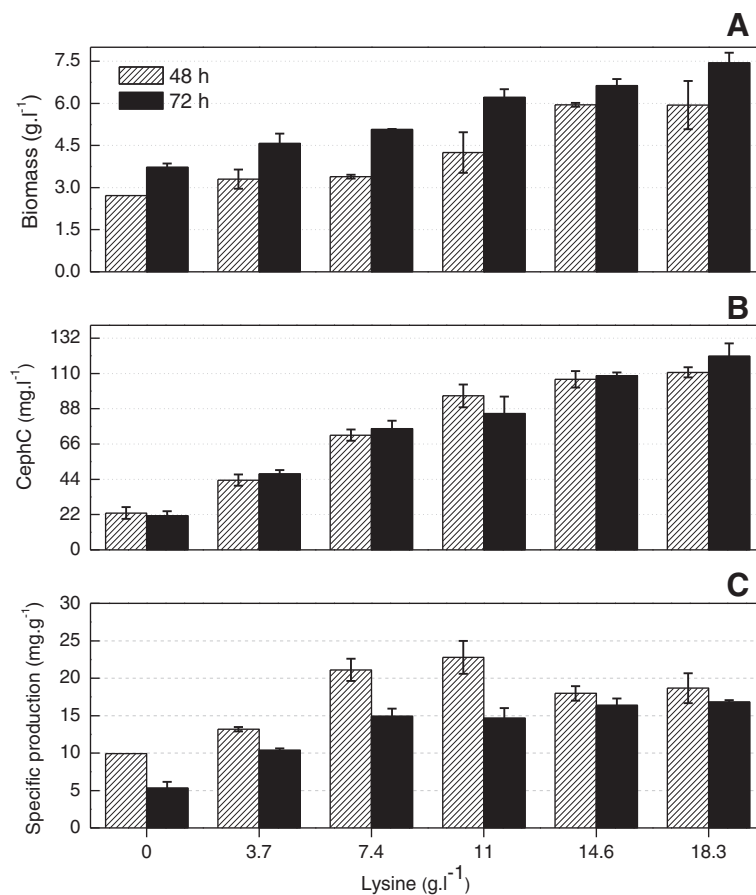 A
7.5
6.0
4.5
3.0
1.5
0.0
Biomass (g.l⁻¹)
48 h
72 h
B
132
110
88
66
44
22
0
CephC (mg.l⁻¹)
C
30
25
20
15
10
5
0
Specific production (mg.g⁻¹)
0 3.7 7.4 11 14.6 18.3
Lysine (g.l⁻¹)